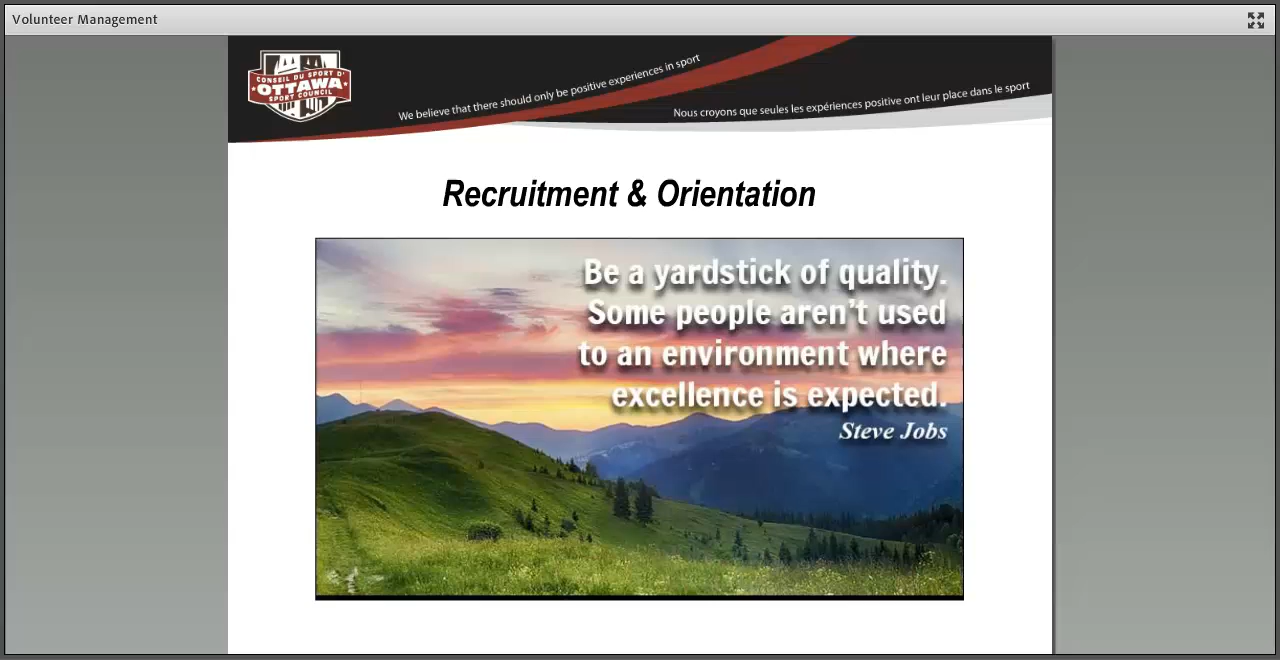 Volunteer Management
CONSEIL DU SPORT D'
OTTAWA
SPORT COUNCIL
We believe that there should only be positive experiences in sport
Nous croyons que seules les expériences positive ont leur place dans le sport
Recruitment & Orientation
Be a yardstick of quality.
Some people aren't used
to an environment where
excellence is expected.
Steve Jobs